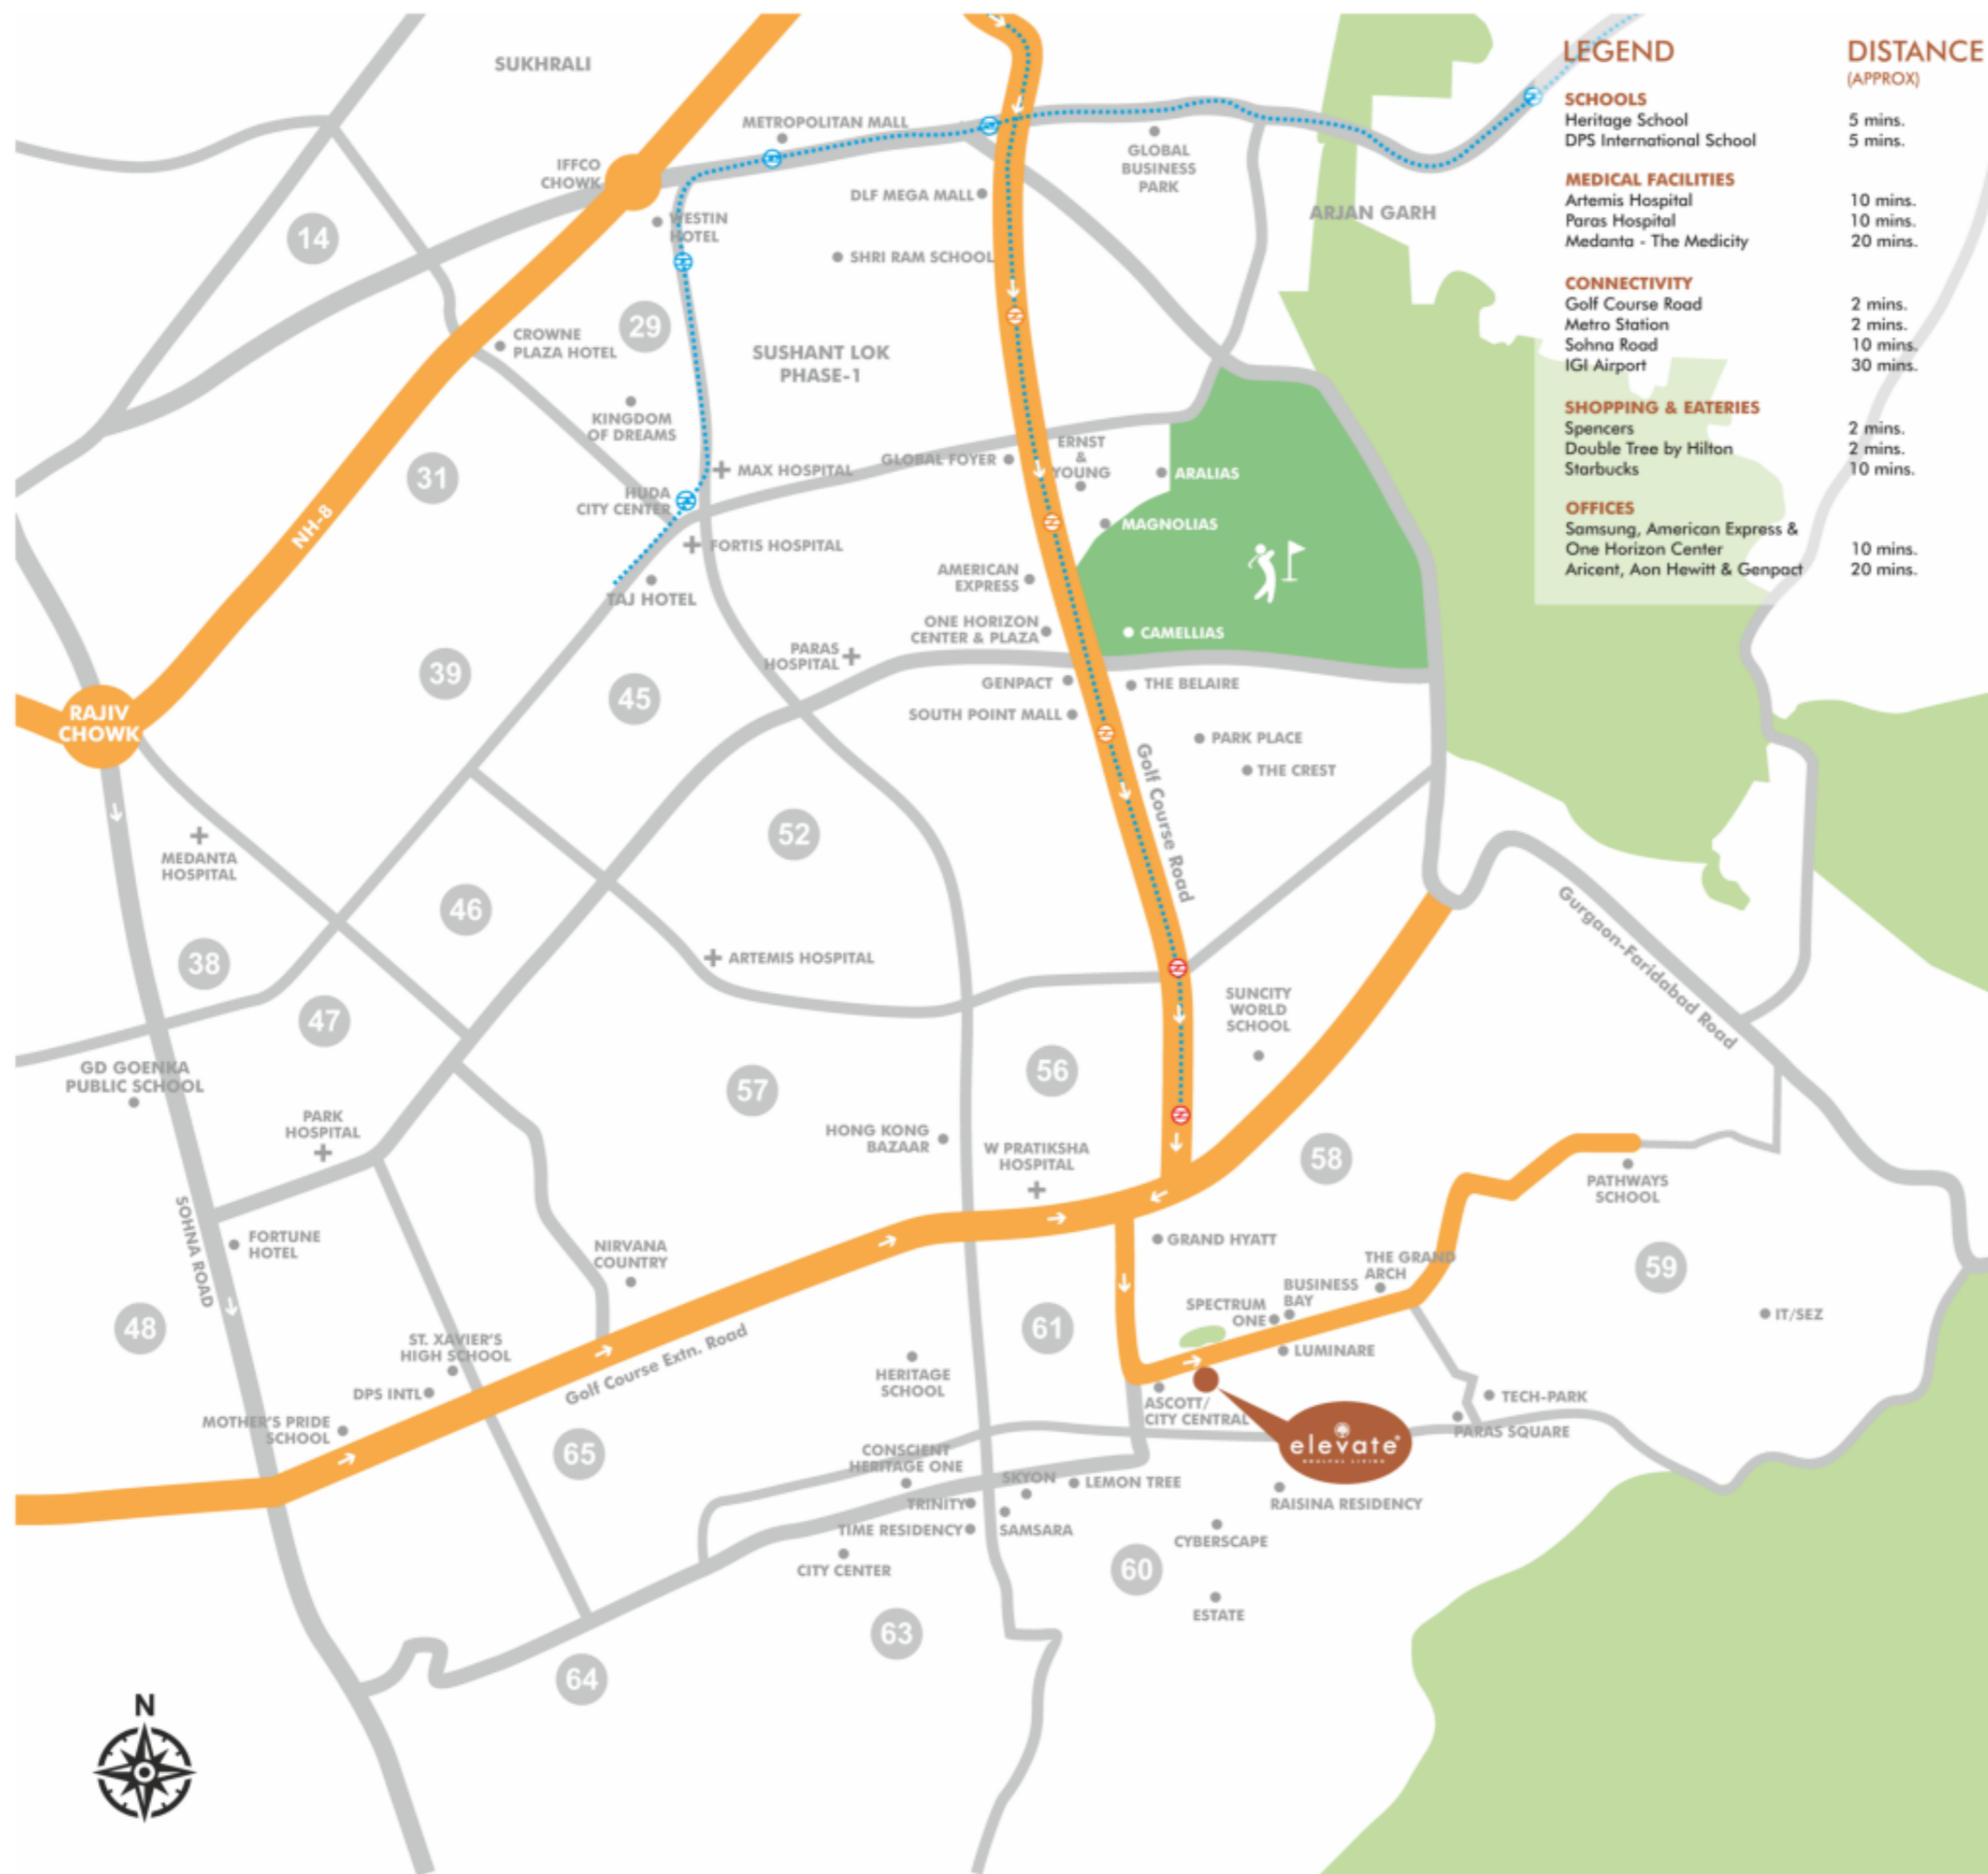 SUKHRALI
METROPOLITAN MALL
IFFCO
CHOWK
WESTIN
HOTEL
14
DLF MEGA MALL
GLOBAL
BUSINESS
PARK
ARJAN GARH
SHRI RAM SCHOOL
CROWNE
PLAZA HOTEL
29
SUSHANT LOK
PHASE-1
KINGDOM
OF DREAMS
31
MAX HOSPITAL
GLOBAL FOYER
ERNST
&
YOUNG
ARALIAS
HUDA
CITY CENTER
NH-8
MAGNOLIAS
FORTIS HOSPITAL
TAJ HOTEL
AMERICAN
EXPRESS
ONE HORIZON
CENTER & PLAZA
CAMELLIAS
PARAS
HOSPITAL
39
45
GENPACT
THE BELAIRE
SOUTH POINT MALL
RAJIV
CHOWK
PARK PLACE
THE CREST
Golf Course Road
52
MEDANTA
HOSPITAL
46
38
ARTEMIS HOSPITAL
Gurgaon-Faridabad Road
47
SUNCITY
WORLD
SCHOOL
GD GOENKA
PUBLIC SCHOOL
57
56
PARK
HOSPITAL
HONG KONG
BAZAAR
W PRATIKSHA
HOSPITAL
58
PATHWAYS
SCHOOL
SOHNA ROAD
FORTUNE
HOTEL
NIRVANA
COUNTRY
GRAND HYATT
THE GRAND
ARCH
59
BUSINESS
BAY
SPECTRUM
ONE
IT/SEZ
48
61
ST. XAVIER'S
HIGH SCHOOL
LUMINARE
Golf Course Extn. Road
HERITAGE
SCHOOL
DPS INTL
ASCOTT/
CITY CENTRAL
TECH-PARK
MOTHER'S PRIDE
SCHOOL
PARAS SQUARE
elevate
SOULFUL LIVING
65
CONSCIENT
HERITAGE ONE
SKYON
LEMON TREE
TRINITY
RAISINA RESIDENCY
TIME RESIDENCY
SAMSARA
CYBERSCAPE
CITY CENTER
60
ESTATE
63
64
N
LEGEND DISTANCE
(APPROX)
SCHOOLS
Heritage School 5 mins.
DPS International School 5 mins.
MEDICAL FACILITIES
Artemis Hospital 10 mins.
Paras Hospital 10 mins.
Medanta - The Medicity 20 mins.
CONNECTIVITY
Golf Course Road 2 mins.
Metro Station 2 mins.
Sohna Road 10 mins.
IGI Airport 30 mins.
SHOPPING & EATERIES
Spencers 2 mins.
Double Tree by Hilton 2 mins.
Starbucks 10 mins.
OFFICES
Samsung, American Express &
One Horizon Center 10 mins.
Aricent, Aon Hewitt & Genpact 20 mins.